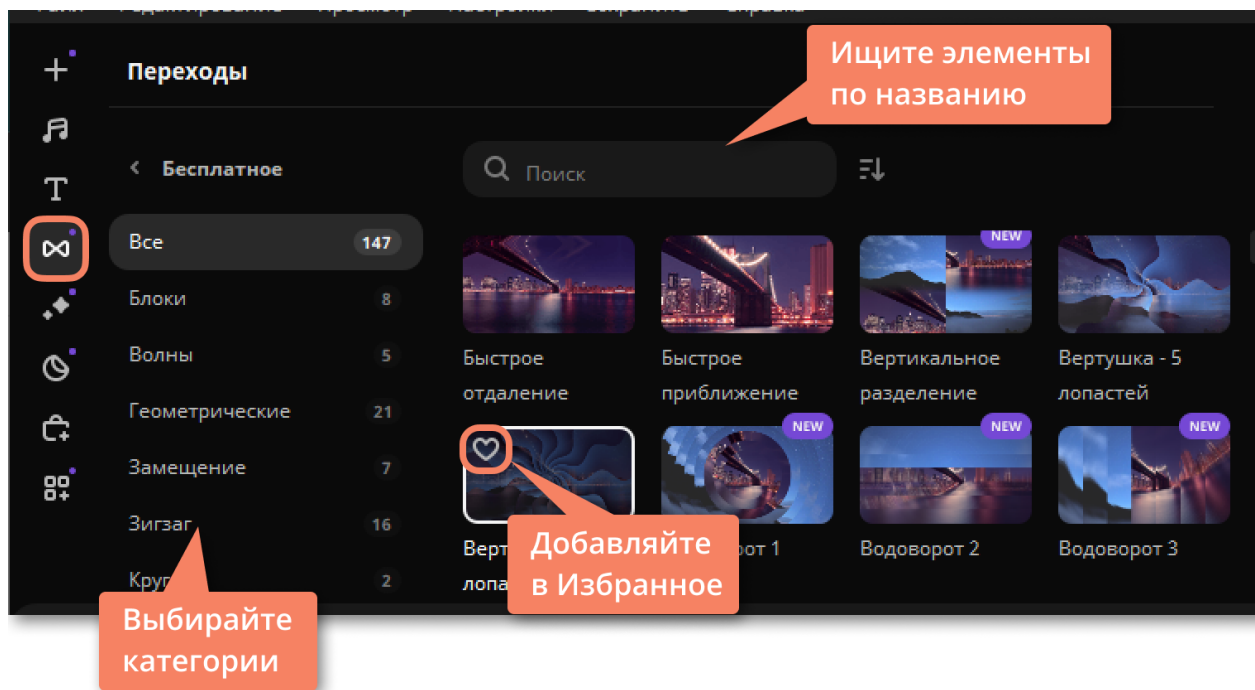 Переходы
Ищите элементы
по названию
Бесплатное
Поиск
Все 147
Блоки 8
Волны 5
Геометрические 21
Замещение 7
Зигзаг 16
2
NEW
Быстрое
отдаление
Быстрое
приближение
Вертикальное
разделение
Вертушка - 5
лопастей
NEW
NEW
NEW
Водоворот 2
Водоворот 3
Добавляйте
в Избранное
Выбирайте
категории